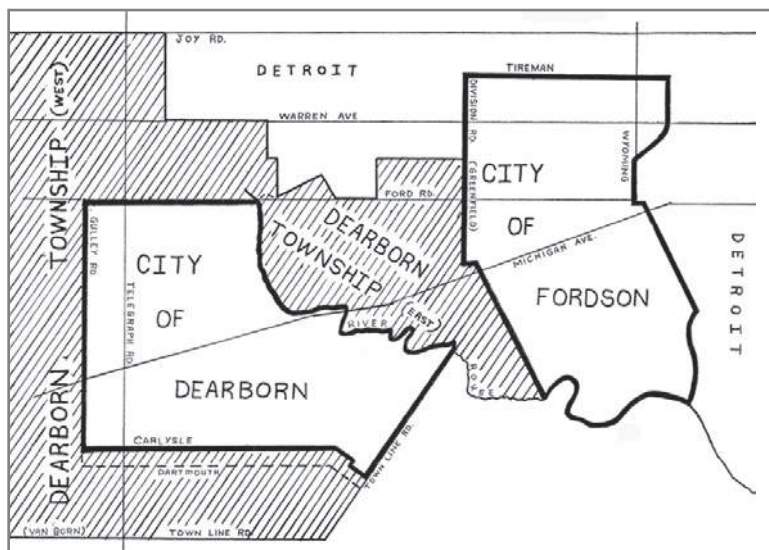 JOY RD.
DETROIT
TIREMAN
WARREN AVE
DIVISION RD. (GREENFIELD)
WYOMING
CITY
OF
FORDSON
FORD RD.
MICHIGAN AVE.
DETROIT
DEARBORN
TOWNSHIP
(EAST)
RIVER
ROUGE
DEARBORN TOWNSHIP (WEST)
GULLEY RD
TELEGRAPH RD.
CITY
OF
DEARBORN
CARLYSLE
DARTMOUTH
TOWN LINE RD.
(VAN BORN)
TOWN LINE RD